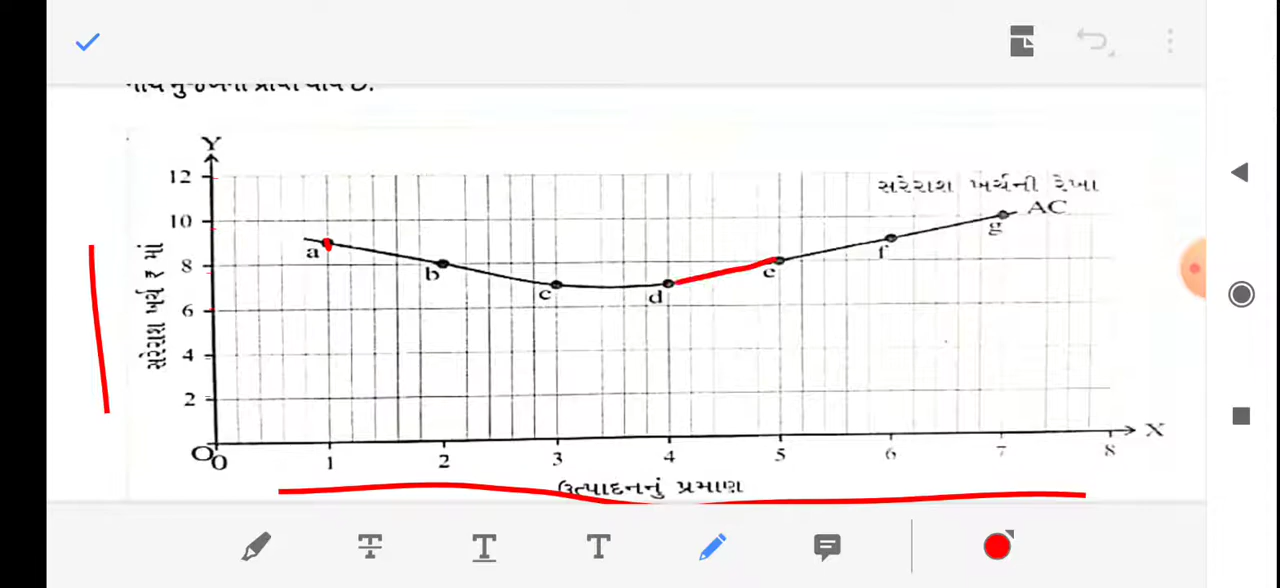 Y
12
સરેરાશ ખર્ચની રેખા
10
AC
a
g
સરેરાશ ખર્ચ ₹ માં
8
b
e
f
6
c
d
4
2
O
0
1
2
3
4
5
6
7
8
X
ઉત્પાદનનું પ્રમાણ
T
T
T